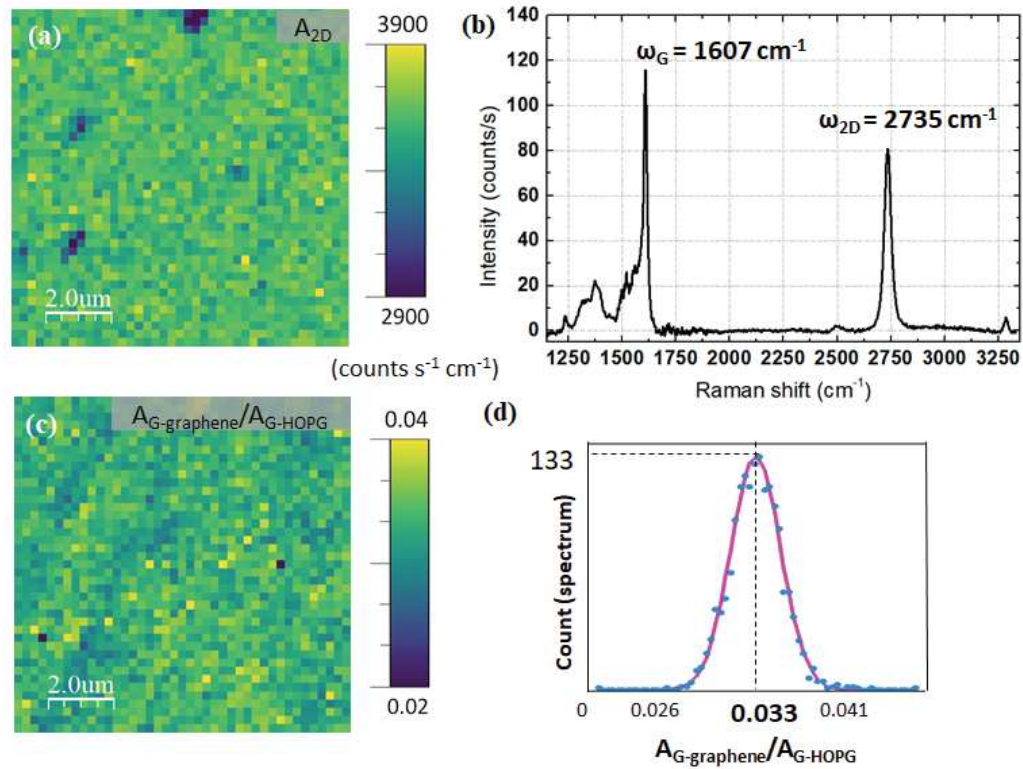 (a)
A2D
3900
2900
2.0um
(counts s⁻¹ cm⁻¹)
(b)
ωG = 1607 cm⁻¹
ω2D = 2735 cm⁻¹
Intensity (counts/s)
140
120
100
80
60
40
20
0
1250 1500 1750 2000 2250 2500 2750 3000 3250
Raman shift (cm⁻¹)
(c)
AG-graphene/AG-HOPG
0.04
0.02
2.0um
(d)
133
Count (spectrum)
0 0.026 0.033 0.041
AG-graphene/AG-HOPG